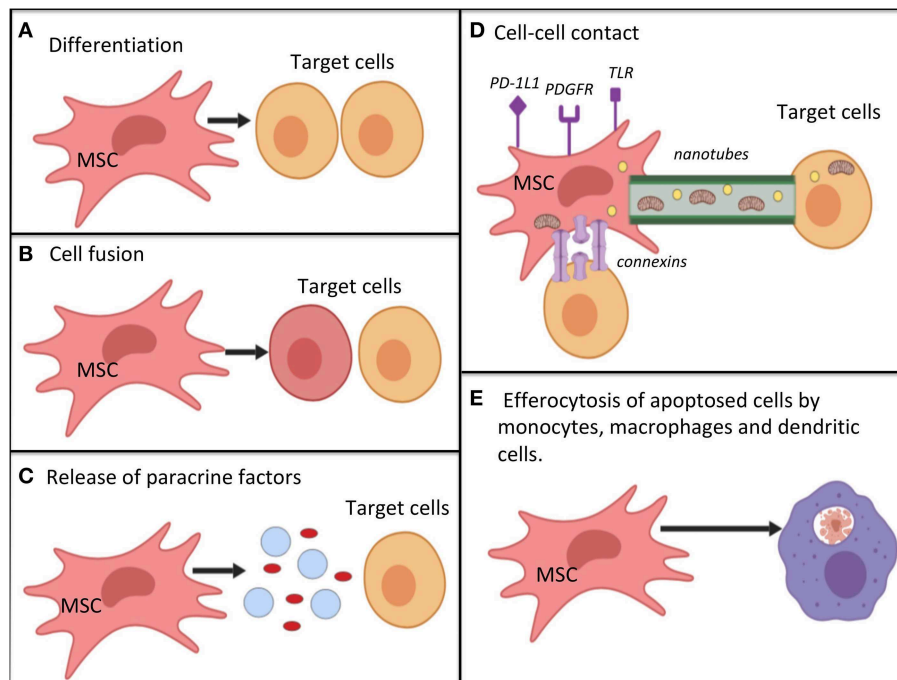 A
Differentiation
Target cells
MSC
B
Cell fusion
Target cells
MSC
C
Release of paracrine factors
Target cells
MSC
D
Cell-cell contact
PD-1L1
PDGFR
TLR
Target cells
MSC
nanotubes
connexins
E
Efferocytosis of apoptosed cells by
monocytes, macrophages and dendritic
cells.
MSC